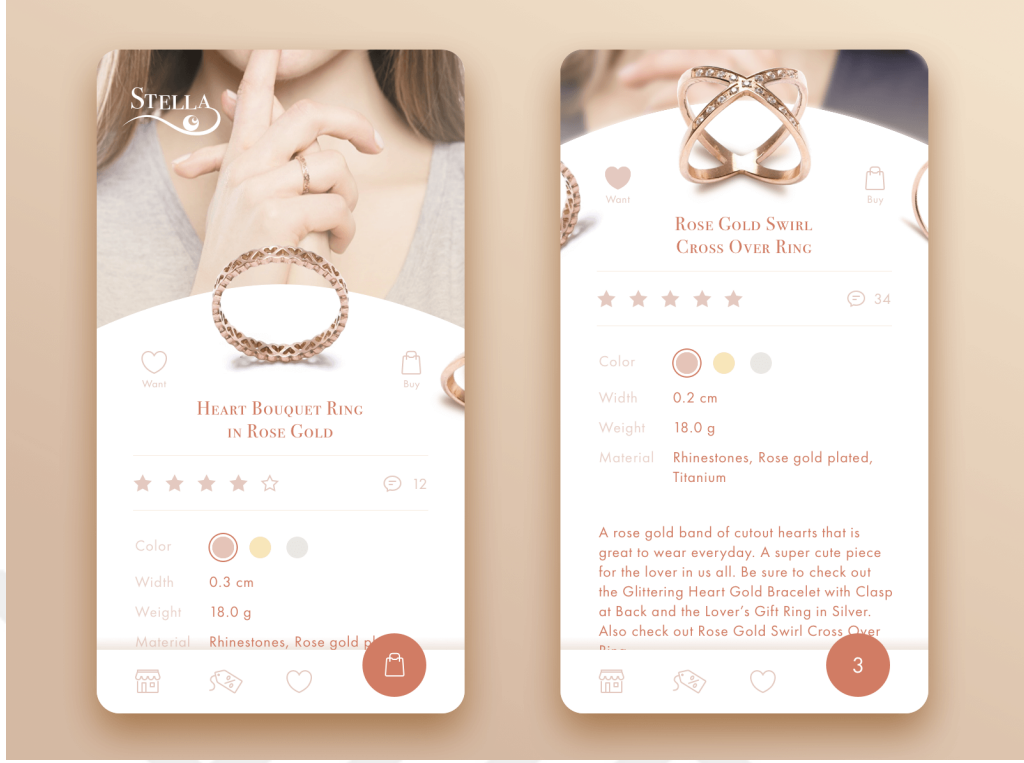 STELLA
Want
Buy
HEART BOUQUET RING
IN ROSE GOLD
12
Color
Width 0.3 cm
Weight 18.0 g
Material Rhinestones, Rose gold
Want
Buy
ROSE GOLD SWIRL
CROSS OVER RING
34
Color
Width 0.2 cm
Weight 18.0 g
Material Rhinestones, Rose gold plated,
Titanium
A rose gold band of cutout hearts that is
great to wear everyday. A super cute piece
for the lover in us all. Be sure to check out
the Glittering Heart Gold Bracelet with Clasp
at Back and the Lover's Gift Ring in Silver.
Also check out Rose Gold Swirl Cross Over
3